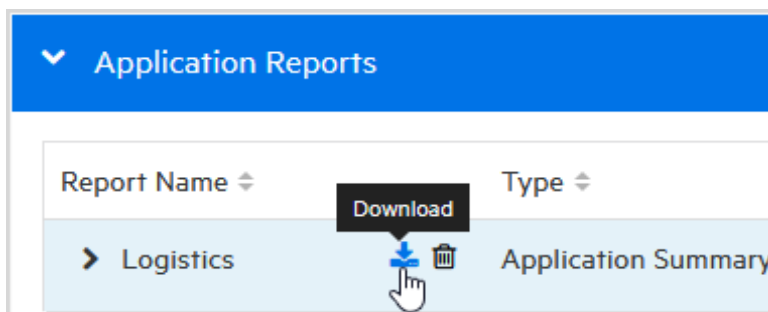 Application Reports
Report Name Type
Download
Logistics Application Summary